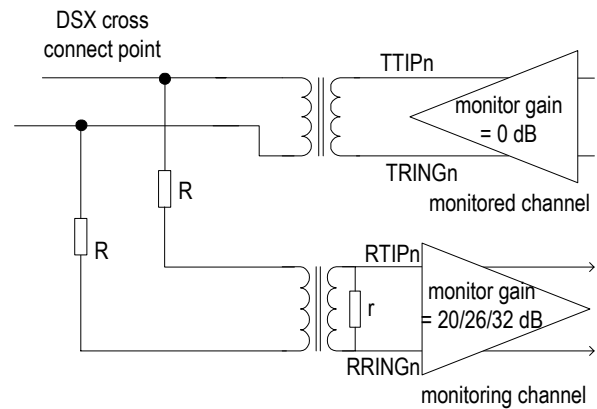 DSX cross
connect point
TTIPn
monitor gain
= 0 dB
TRINGn
monitored channel
R
R
RTIPn
monitor gain
= 20/26/32 dB
r
RRINGn
monitoring channel